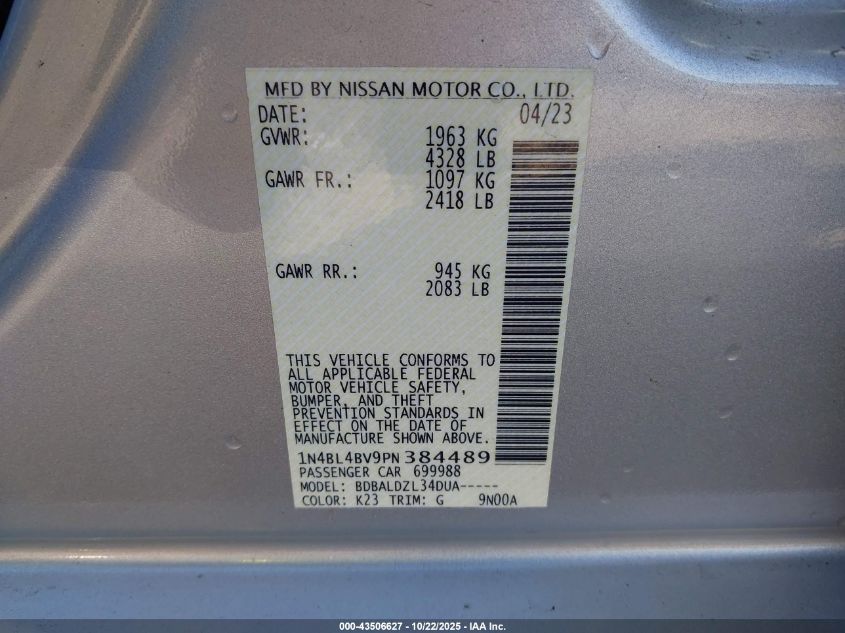 MFD BY NISSAN MOTOR CO., LTD.
DATE: 04/23
GVWR: 1963 KG
4328 LB
GAWR FR.: 1097 KG
2418 LB
GAWR RR.: 945 KG
2083 LB
THIS VEHICLE CONFORMS TO
ALL APPLICABLE FEDERAL
MOTOR VEHICLE SAFETY,
BUMPER, AND THEFT
PREVENTION STANDARDS IN
EFFECT ON THE DATE OF
MANUFACTURE SHOWN ABOVE.
1N4BL4BV9PN384489
PASSENGER CAR 699988
MODEL: BDBALDZL34DUA-----
COLOR: K23 TRIM: G 9N00A
000-43506627 - 10/22/2025 - IAA Inc.